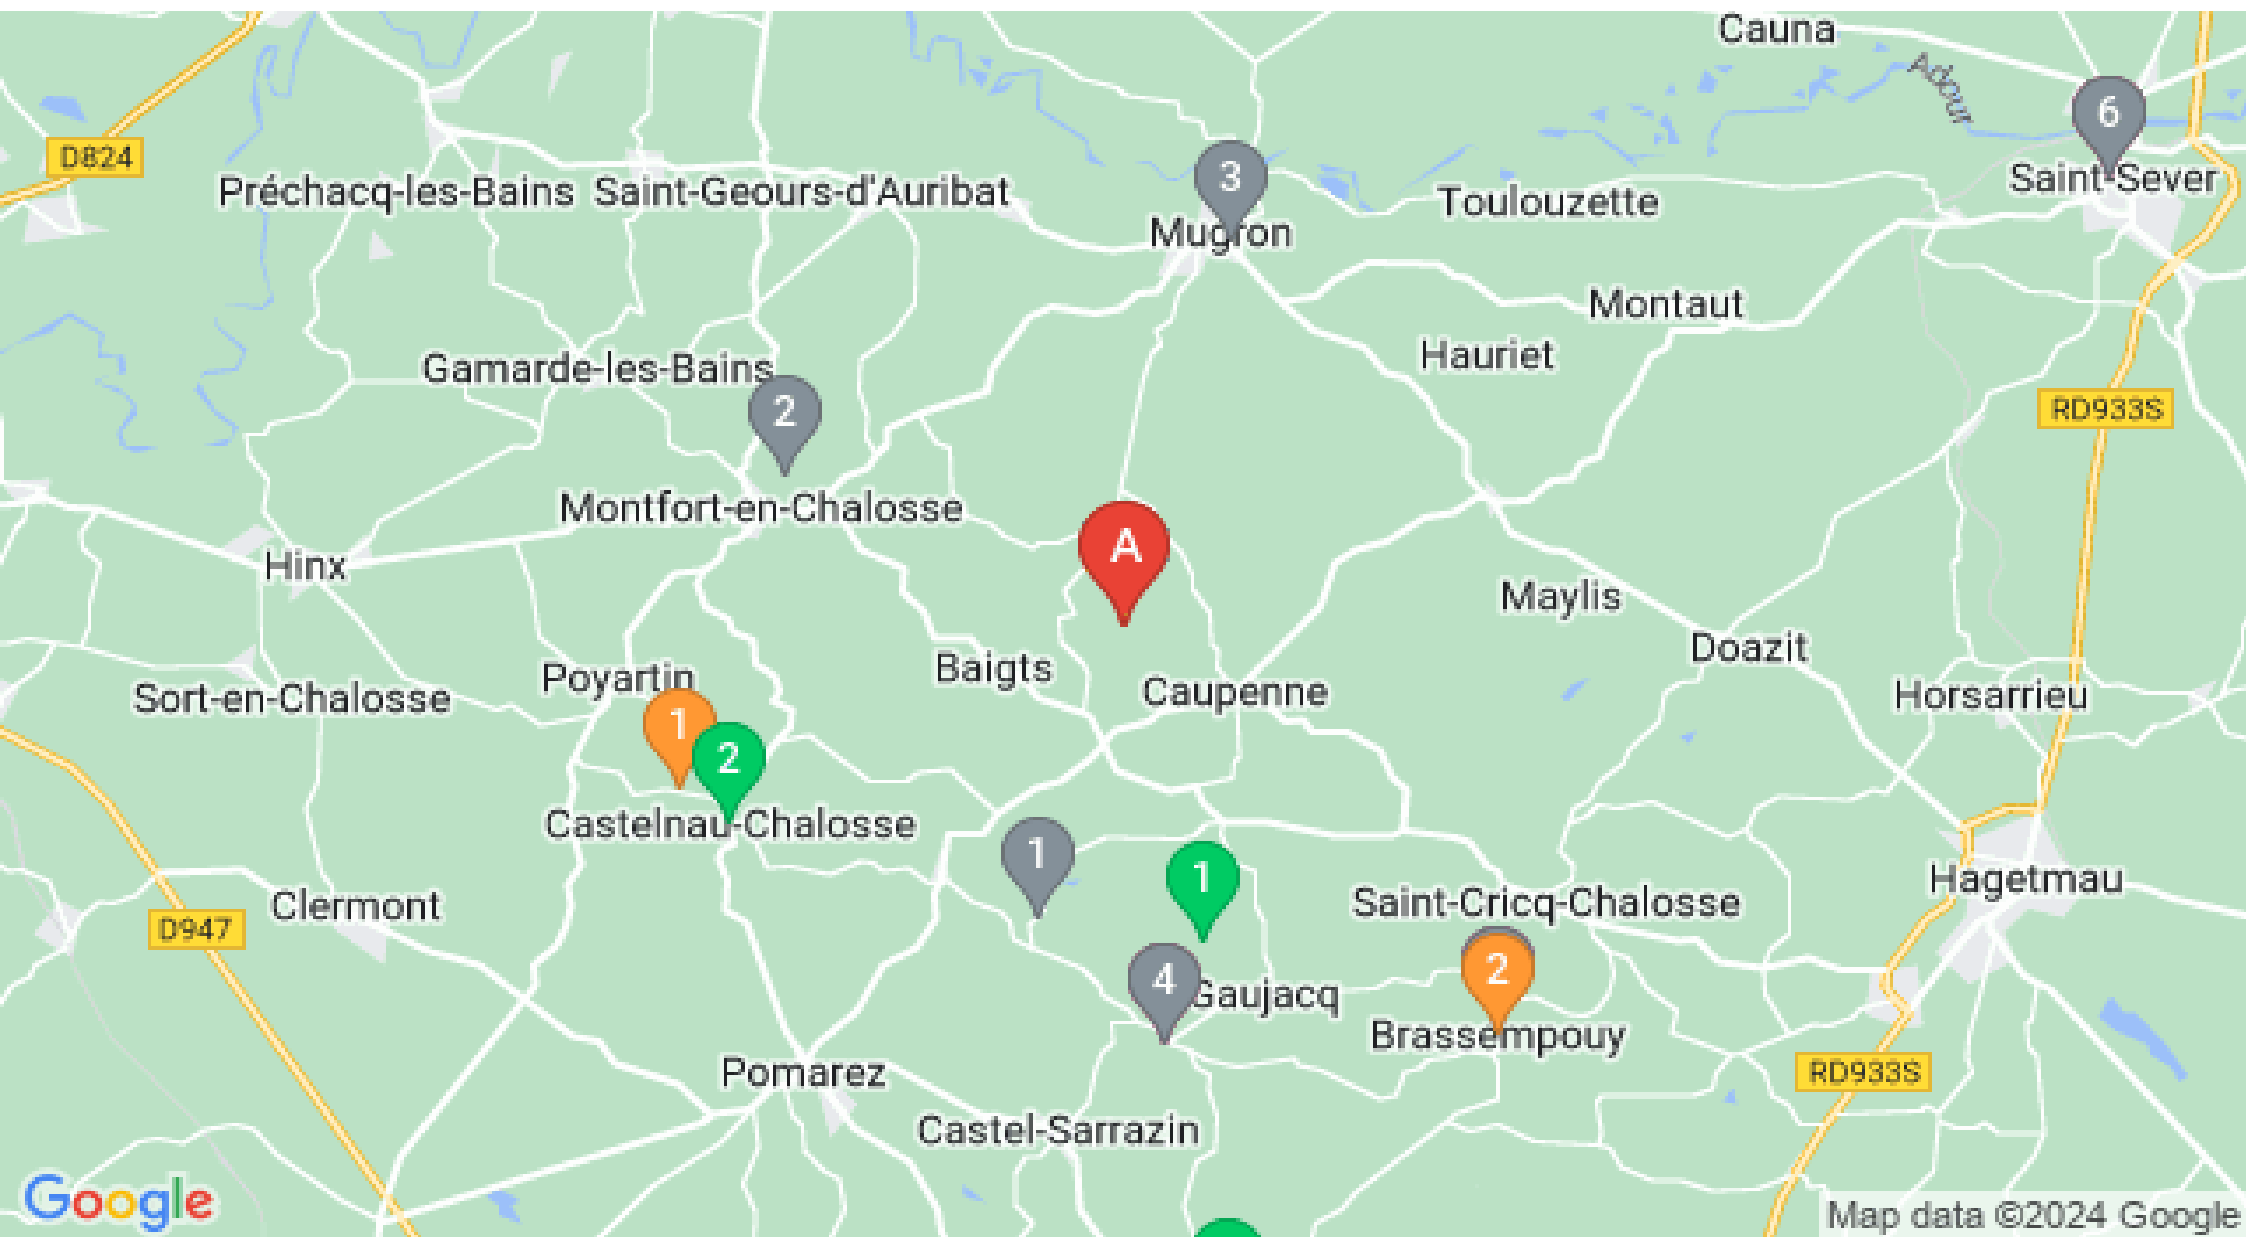 Cauna
Adour
6
D824
3
Préchacq-les-Bains
Saint-Geours-d'Auribat
Toulouzette
Saint-Sever
Mugron
Montaut
Hauriet
Gamarde-les-Bains
2
RD933S
Montfort-en-Chalosse
A
Hinx
Maylis
Doazit
Poyartin
Baigts
Caupenne
Sort-en-Chalosse
Horsarrieu
1
2
Castelnau-Chalosse
1
1
Hagetmau
Clermont
Saint-Cricq-Chalosse
D947
2
4
Gaujacq
Brassempouy
Pomarez
RD933S
Castel-Sarrazin
Google
Map data ©2024 Google